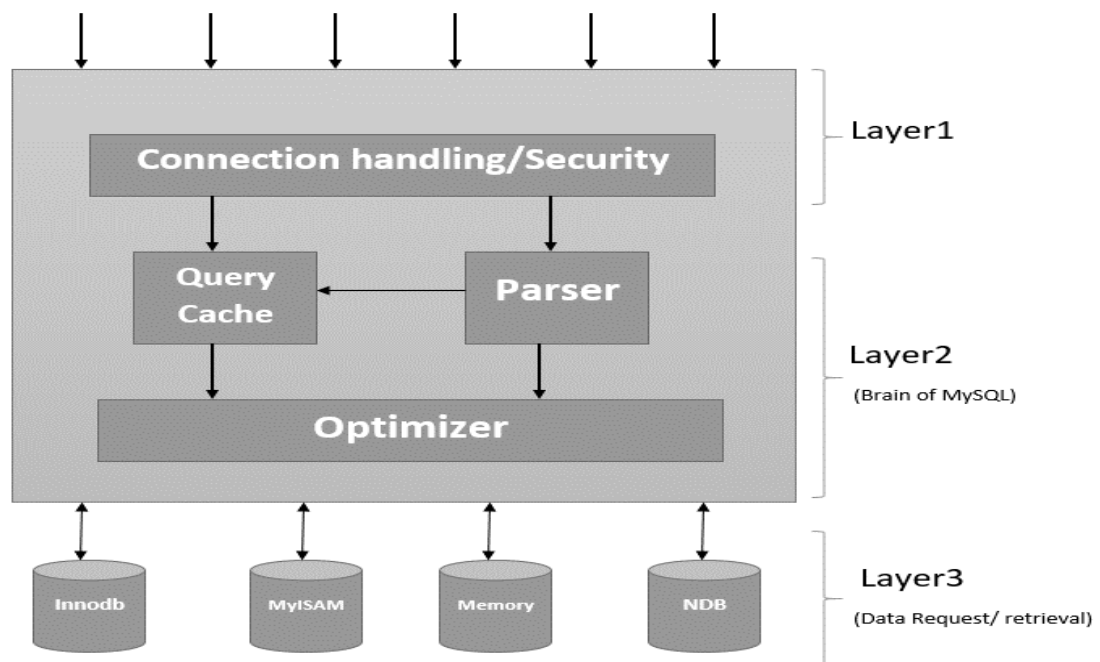 Layer1
Connection handling/Security
Query
Cache
Parser
Layer2
(Brain of MySQL)
Optimizer
Innodb
MyISAM
Memory
NDB
Layer3
(Data Request/ retrieval)